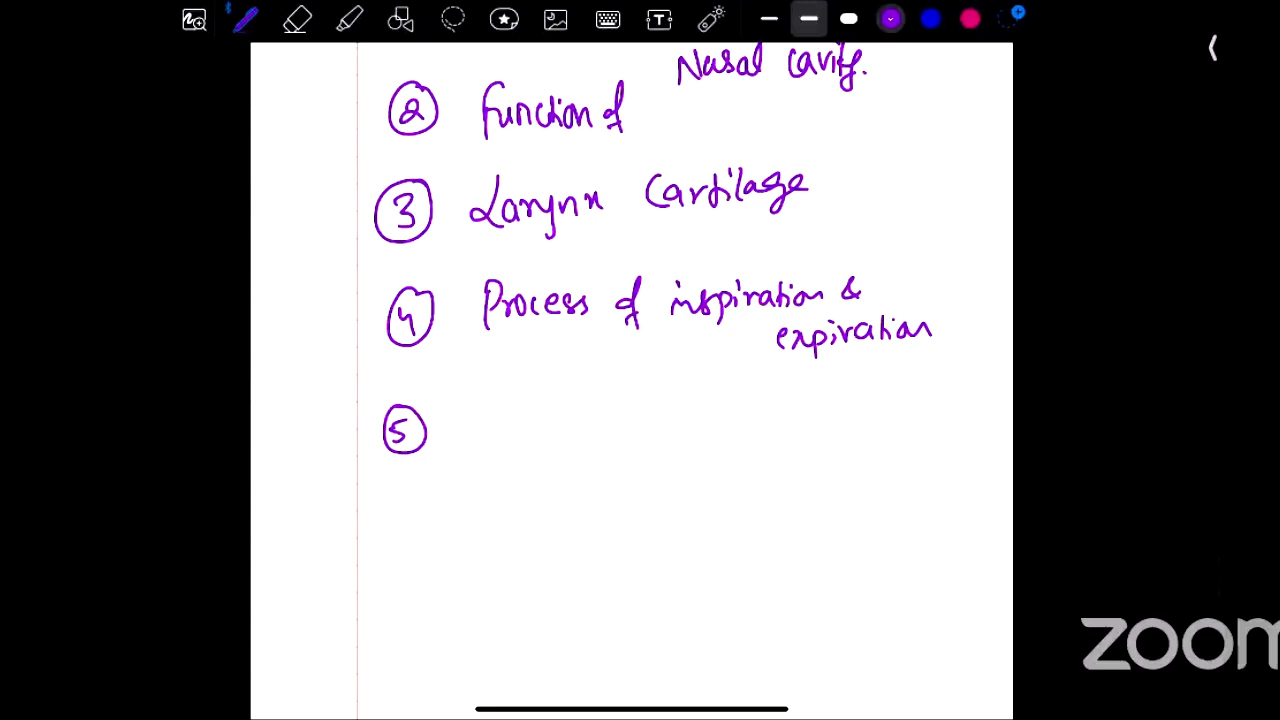 Nasal cavity.
2 Function of
3 Larynx Cartilage
4 Process of inspiration &
expiration
5
zoom